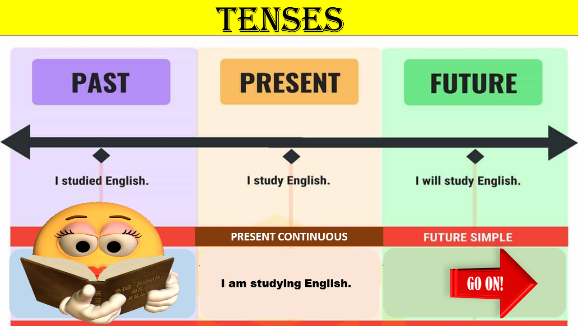 TENSES
PAST
PRESENT
FUTURE
I studied English.
I study English.
I will study English.
PRESENT CONTINUOUS
FUTURE SIMPLE
I am studying English.
GO ON!